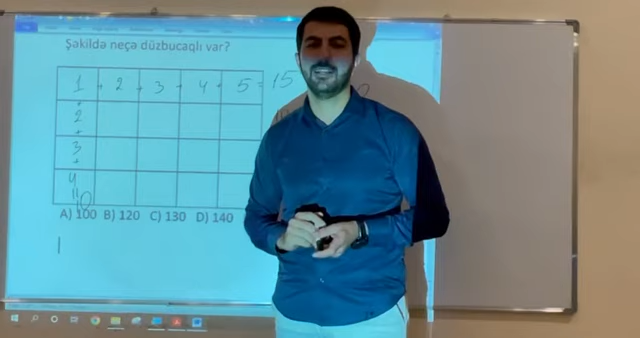 Şəkildə neçə düzbucaqlı var?
1 + 2 + 3 + 4 + 5 = 15
+
2
+
3
+
4
"
10
A) 100 B) 120 C) 130 D) 140